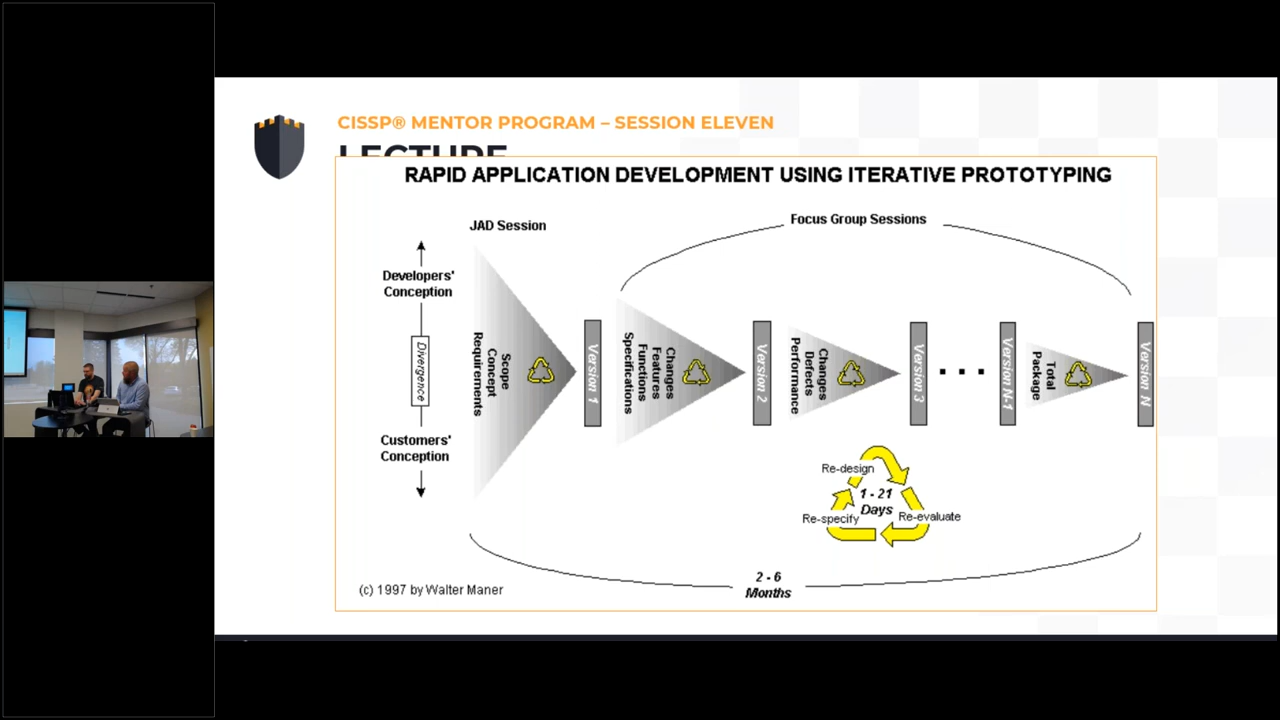 CISSP® MENTOR PROGRAM – SESSION ELEVEN
LECTURE
RAPID APPLICATION DEVELOPMENT USING ITERATIVE PROTOTYPING
JAD Session
Focus Group Sessions
Developers'
Conception
Divergence
Customers'
Conception
Scope
Concept
Requirements
Version 1
Changes
Features
Functions
Specifications
Version 2
Changes
Defects
Performance
Version 3
Version N-1
Total
Package
Version N
Re-design
1 - 21
Days
Re-specify
Re-evaluate
2 - 6
Months
(c) 1997 by Walter Maner